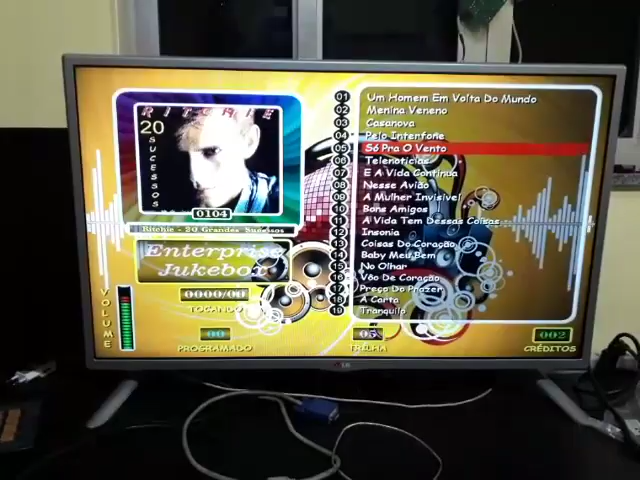 RITCHIE
20
SUCESSOS
0104
Ritchie - 20 Grandes Sucessos
Enterprise
Jukebox
0000/00
TOCANDO
VOLUME
00
PROGRAMADO
01 Um Homem Em Volta Do Mundo
02 Menina Veneno
03 Casanova
04 Pelo Interfone
05 Só Pra O Vento
06 Telenotícias
07 E A Vida Continua
08 Nesse Avião
09 A Mulher Invisível
10 Bons Amigos
11 A Vida Tem Dessas Coisas
12 Insonia
13 Coisas Do Coração
14 Baby Meu Bem
15 No Olhar
16 Vôo De Coração
17 Preço Do Prazer
18 A Carta
19 Tranquilo
05
TRILHA
002
CRÉDITOS
LG